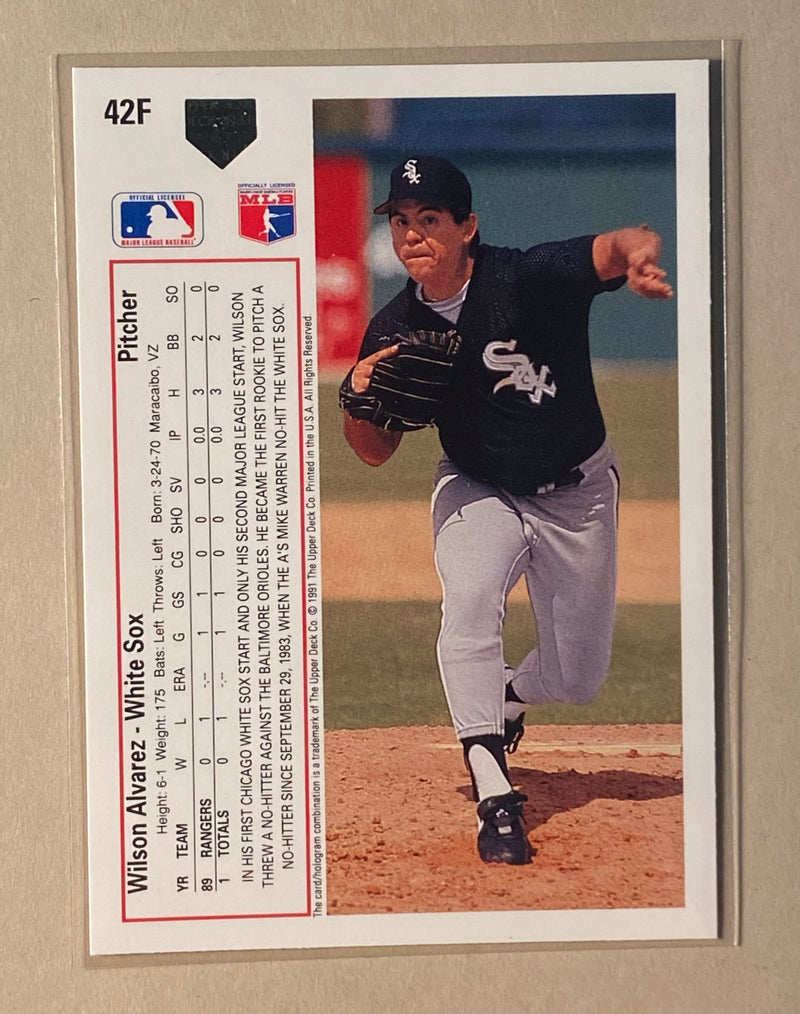 42F
OFFICIAL LICENSEE
MAJOR LEAGUE BASEBALL
OFFICIALLY LICENSED
MAJOR LEAGUE BASEBALL PLAYERS
MLB
Wilson Alvarez - White Sox Pitcher
Height: 6-1 Weight: 175 Bats: Left Throws: Left Born: 3-24-70 Maracaibo, VZ
YR TEAM W L ERA G GS CG SHO SV IP H BB SO
89 RANGERS 0 1 -.-- 1 1 0 0 0 0.0 3 2 0
1 TOTALS 0 1 -.-- 1 1 0 0 0 0.0 3 2 0
IN HIS FIRST CHICAGO WHITE SOX START AND ONLY HIS SECOND MAJOR LEAGUE START, WILSON
THREW A NO-HITTER AGAINST THE BALTIMORE ORIOLES. HE BECAME THE FIRST ROOKIE TO PITCH A
NO-HITTER SINCE SEPTEMBER 29, 1983, WHEN THE A'S MIKE WARREN NO-HIT THE WHITE SOX.
The card/hologram combination is a trademark of The Upper Deck Co. © 1991 The Upper Deck Co. Printed in the U.S.A. All Rights Reserved
Sox
Sox